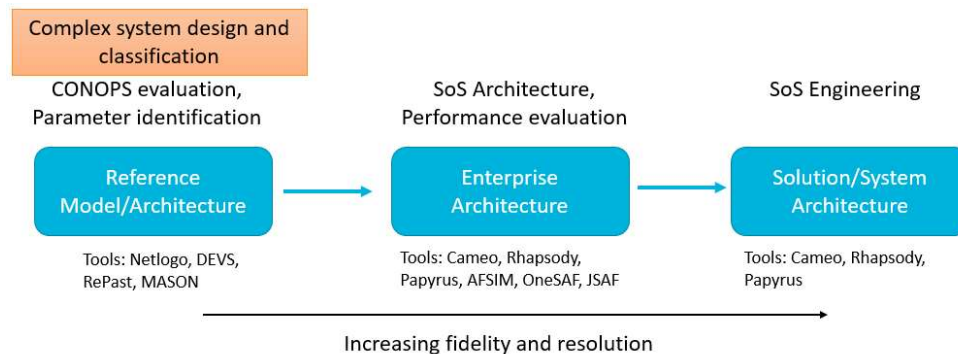 Complex system design and
classification
CONOPS evaluation,
Parameter identification
SoS Architecture,
Performance evaluation
SoS Engineering
Reference
Model/Architecture
Enterprise
Architecture
Solution/System
Architecture
Tools: Netlogo, DEVS,
RePast, MASON
Tools: Cameo, Rhapsody,
Papyrus, AFSIM, OneSAF, JSAF
Tools: Cameo, Rhapsody,
Papyrus
Increasing fidelity and resolution